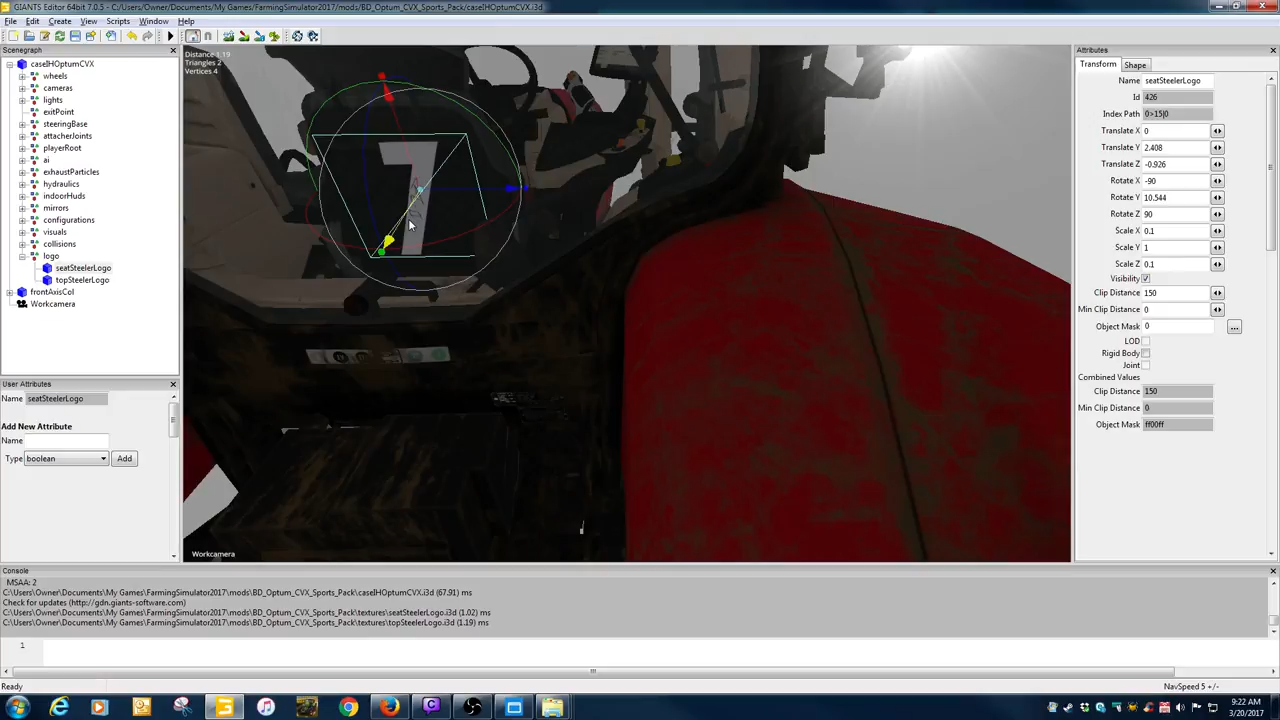 GIANTS Editor 64bit 7.0.5 - C:/Users/Owner/Documents/My Games/FarmingSimulator2017/mods/BD_Optum_CVX_Sports_Pack/caseIHOptumCVX.i3d
File Edit Create View Scripts Window Help
Scenegraph
caseIHOptumCVX
wheels
cameras
lights
exitPoint
steeringBase
attacherJoints
playerRoot
ai
exhaustParticles
hydraulics
indoorHuds
mirrors
configurations
visuals
collisions
logo
seatSteelerLogo
topSteelerLogo
frontAxisCol
Workcamera
User Attributes
Name seatSteelerLogo
Add New Attribute
Name
Type boolean Add
Distance 1.19
Triangles 2
Vertices 4
7
Workcamera
Attributes
Transform Shape
Name seatSteelerLogo
Id 426
Index Path 0>15|0
Translate X 0
Translate Y 2.408
Translate Z -0.926
Rotate X -90
Rotate Y 10.544
Rotate Z 90
Scale X 0.1
Scale Y 1
Scale Z 0.1
Visibility
Clip Distance 150
Min Clip Distance 0
Object Mask 0 ...
LOD
Rigid Body
Joint
Combined Values
Clip Distance 150
Min Clip Distance 0
Object Mask ff00ff
Console
MSAA: 2
C:\Users\Owner\Documents\My Games\FarmingSimulator2017\mods\BD_Optum_CVX_Sports_Pack\caseIHOptumCVX.i3d (67.91) ms
Check for updates (http://gdn.giants-software.com)
C:\Users\Owner\Documents\My Games\FarmingSimulator2017\mods\BD_Optum_CVX_Sports_Pack\textures\seatSteelerLogo.i3d (1.02) ms
C:\Users\Owner\Documents\My Games\FarmingSimulator2017\mods\BD_Optum_CVX_Sports_Pack\textures\topSteelerLogo.i3d (1.19) ms
1
Ready
NavSpeed 5 +/-
9:22 AM
3/20/2017